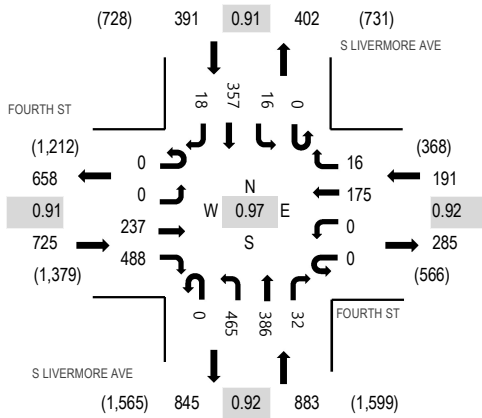 (728) 391 0.91 402 (731)
S LIVERMORE AVE
FOURTH ST
18 357 16 0
(1,212) 0 16 (368)
658 0 175 191
N
0.91 W 0.97 E 0.92
S
725 237 0 285
(1,379) 488 0 (566)
0 465 386 32
FOURTH ST
S LIVERMORE AVE
(1,565) 845 0.92 883 (1,599)